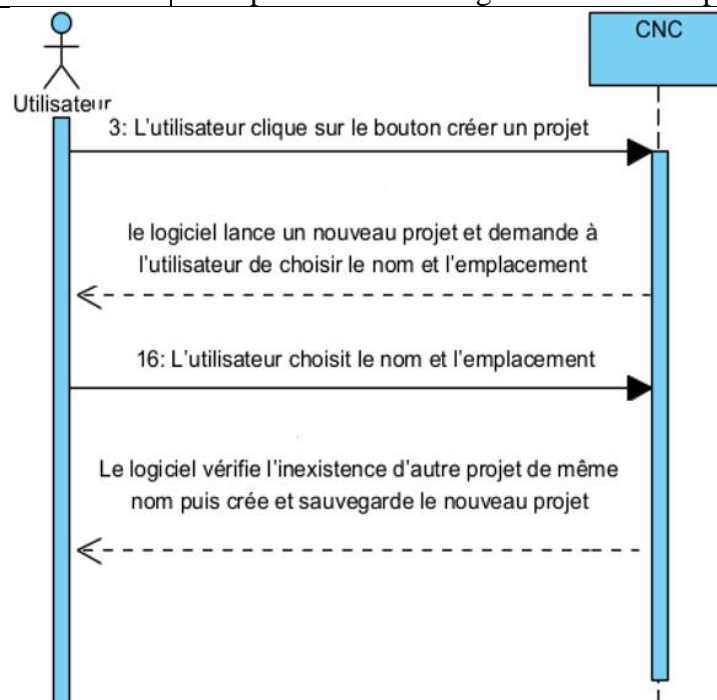 CNC
Utilisateur
3: L'utilisateur clique sur le bouton créer un projet
le logiciel lance un nouveau projet et demande à
l'utilisateur de choisir le nom et l'emplacement
16: L'utilisateur choisit le nom et l'emplacement
Le logiciel vérifie l'inexistence d'autre projet de même
nom puis crée et sauvegarde le nouveau projet